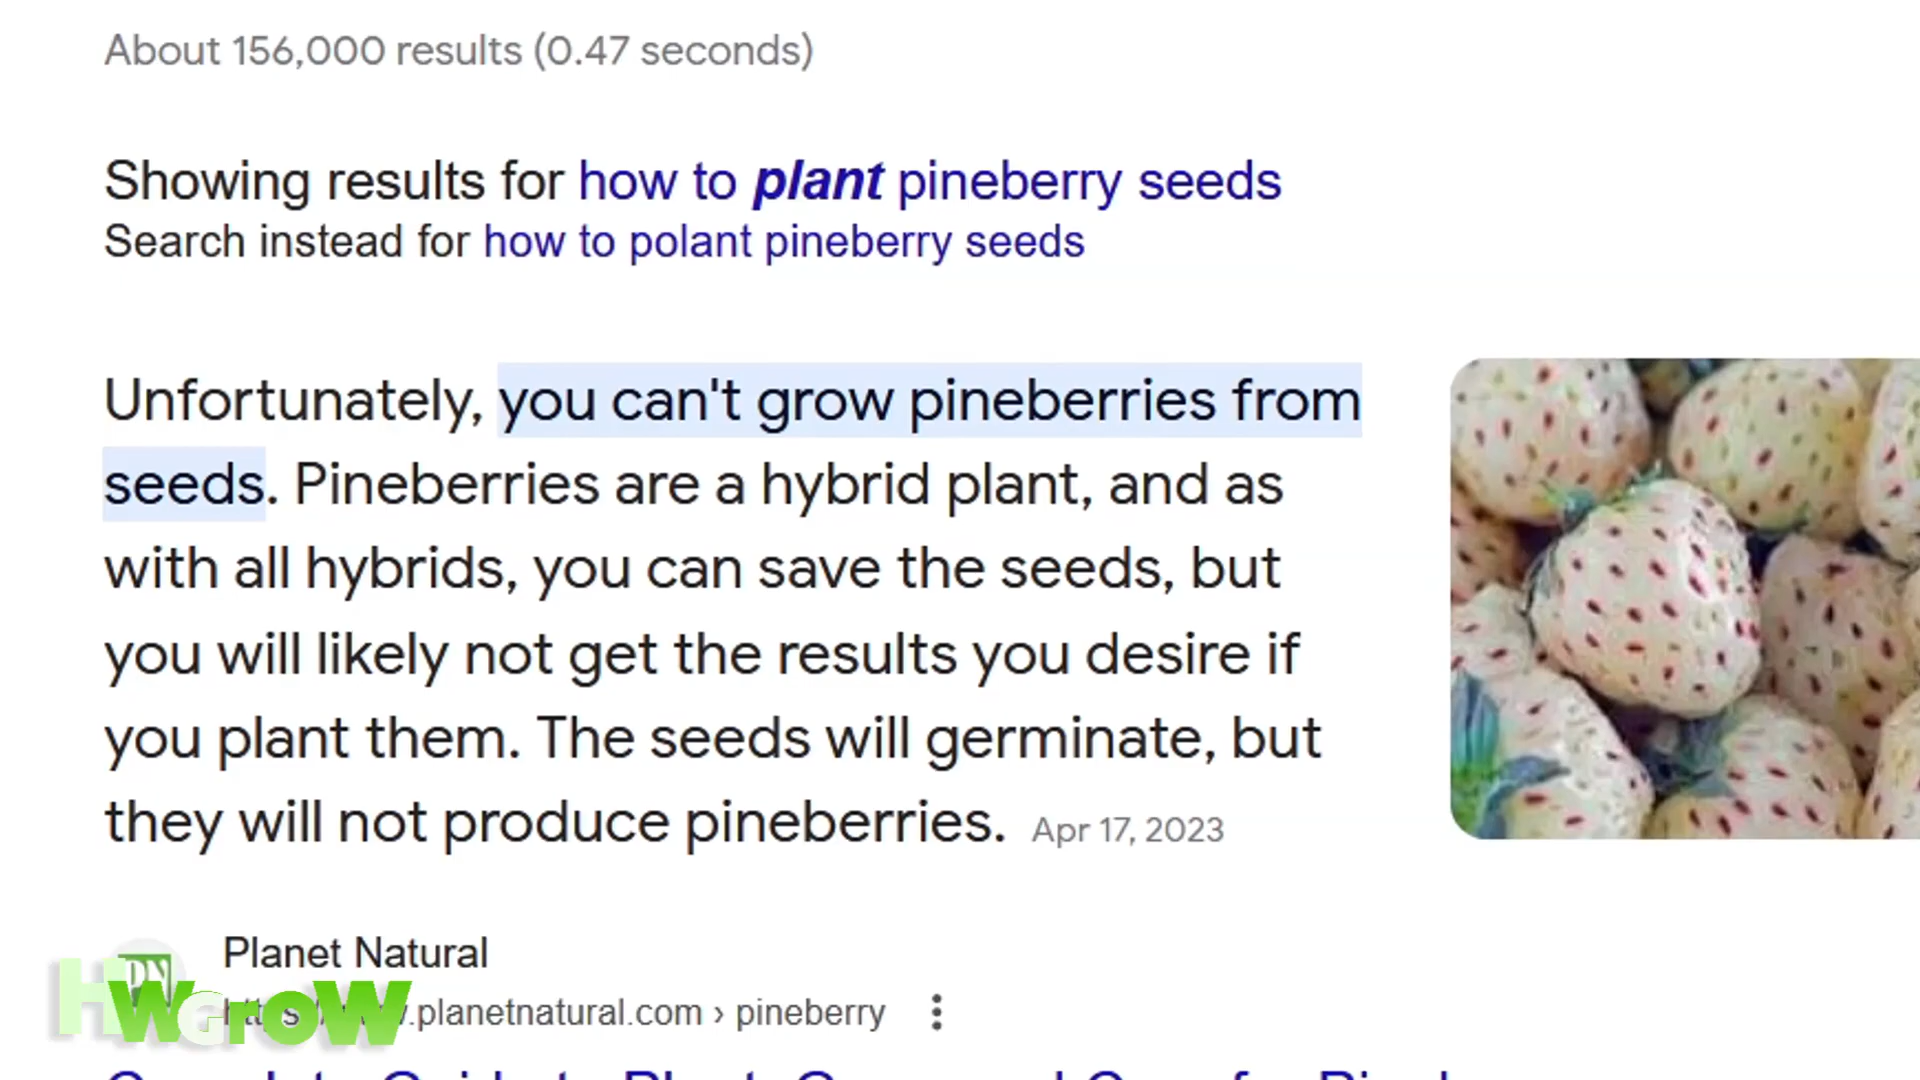 About 156,000 results (0.47 seconds)
Showing results for how to plant pineberry seeds
Search instead for how to polant pineberry seeds
Unfortunately, you can't grow pineberries from
seeds. Pineberries are a hybrid plant, and as
with all hybrids, you can save the seeds, but
you will likely not get the results you desire if
you plant them. The seeds will germinate, but
they will not produce pineberries. Apr 17, 2023
Planet Natural
.planetnatural.com › pineberry